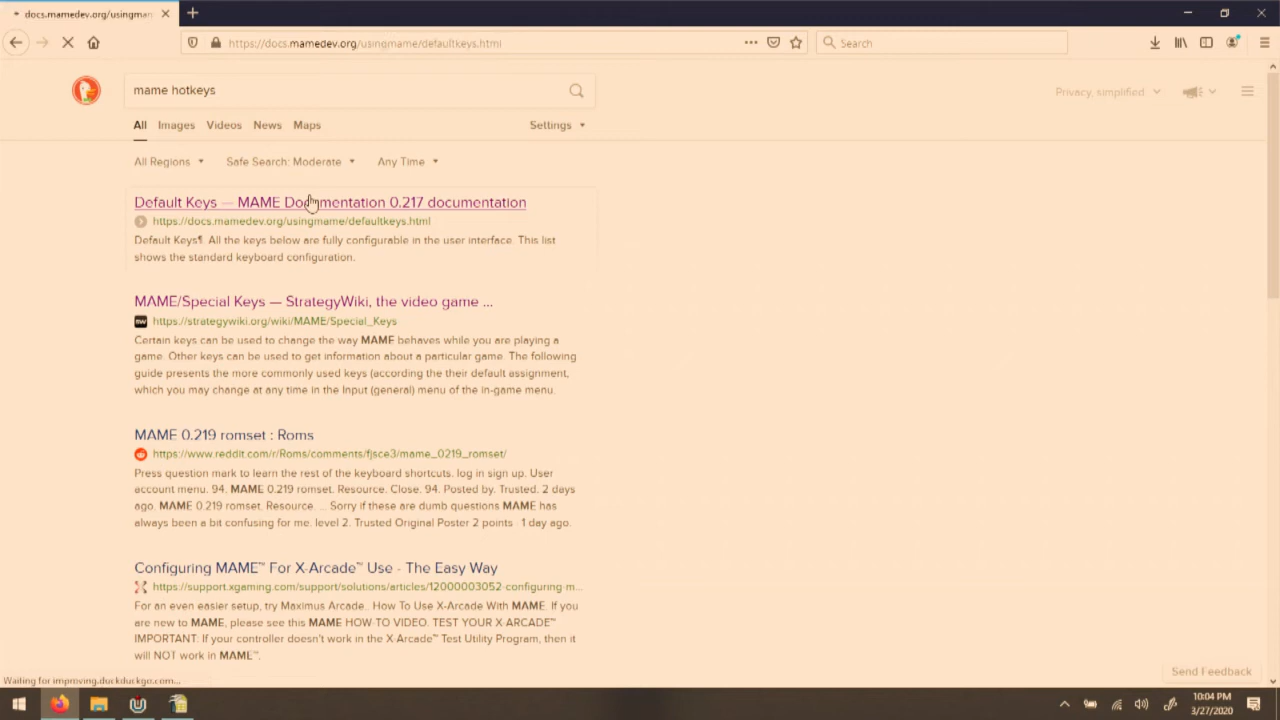 docs.mamedev.org/usingmam
https://docs.mamedev.org/usingmame/defaultkeys.html
Search
mame hotkeys
Privacy, simplified
All Images Videos News Maps
Settings
All Regions Safe Search: Moderate Any Time
Default Keys — MAME Documentation 0.217 documentation
https://docs.mamedev.org/usingmame/defaultkeys.html
Default Keys¶. All the keys below are fully configurable in the user interface. This list
shows the standard keyboard configuration.
MAME/Special Keys — StrategyWiki, the video game ...
https://strategywiki.org/wiki/MAME/Special_Keys
Certain keys can be used to change the way MAME behaves while you are playing a
game. Other keys can be used to get information about a particular game. The following
guide presents the more commonly used keys (according the their default assignment,
which you may change at any time in the Input (general) menu of the in-game menu.
MAME 0.219 romset : Roms
https://www.reddit.com/r/Roms/comments/fjsce3/mame_0219_romset/
Press question mark to learn the rest of the keyboard shortcuts. log in sign up. User
account menu. 94. MAME 0.219 romset. Resource. Close. 94. Posted by. Trusted. 2 days
ago. MAME 0.219 romset. Resource. ... Sorry if these are dumb questions MAME has
always been a bit confusing for me. level 2. Trusted Original Poster 2 points · 1 day ago.
Configuring MAME™ For X-Arcade™ Use - The Easy Way
https://support.xgaming.com/support/solutions/articles/12000003052-configuring-m...
For an even easier setup, try Maximus Arcade.. How To Use X-Arcade With MAME. If you
are new to MAME, please see this MAME HOW-TO VIDEO. TEST YOUR X-ARCADE™
IMPORTANT: If your controller doesn't work in the X-Arcade™ Test Utility Program, then it
will NOT work in MAME™.
Send Feedback
Waiting for improving.duckduckgo.com...
10:04 PM
3/27/2020